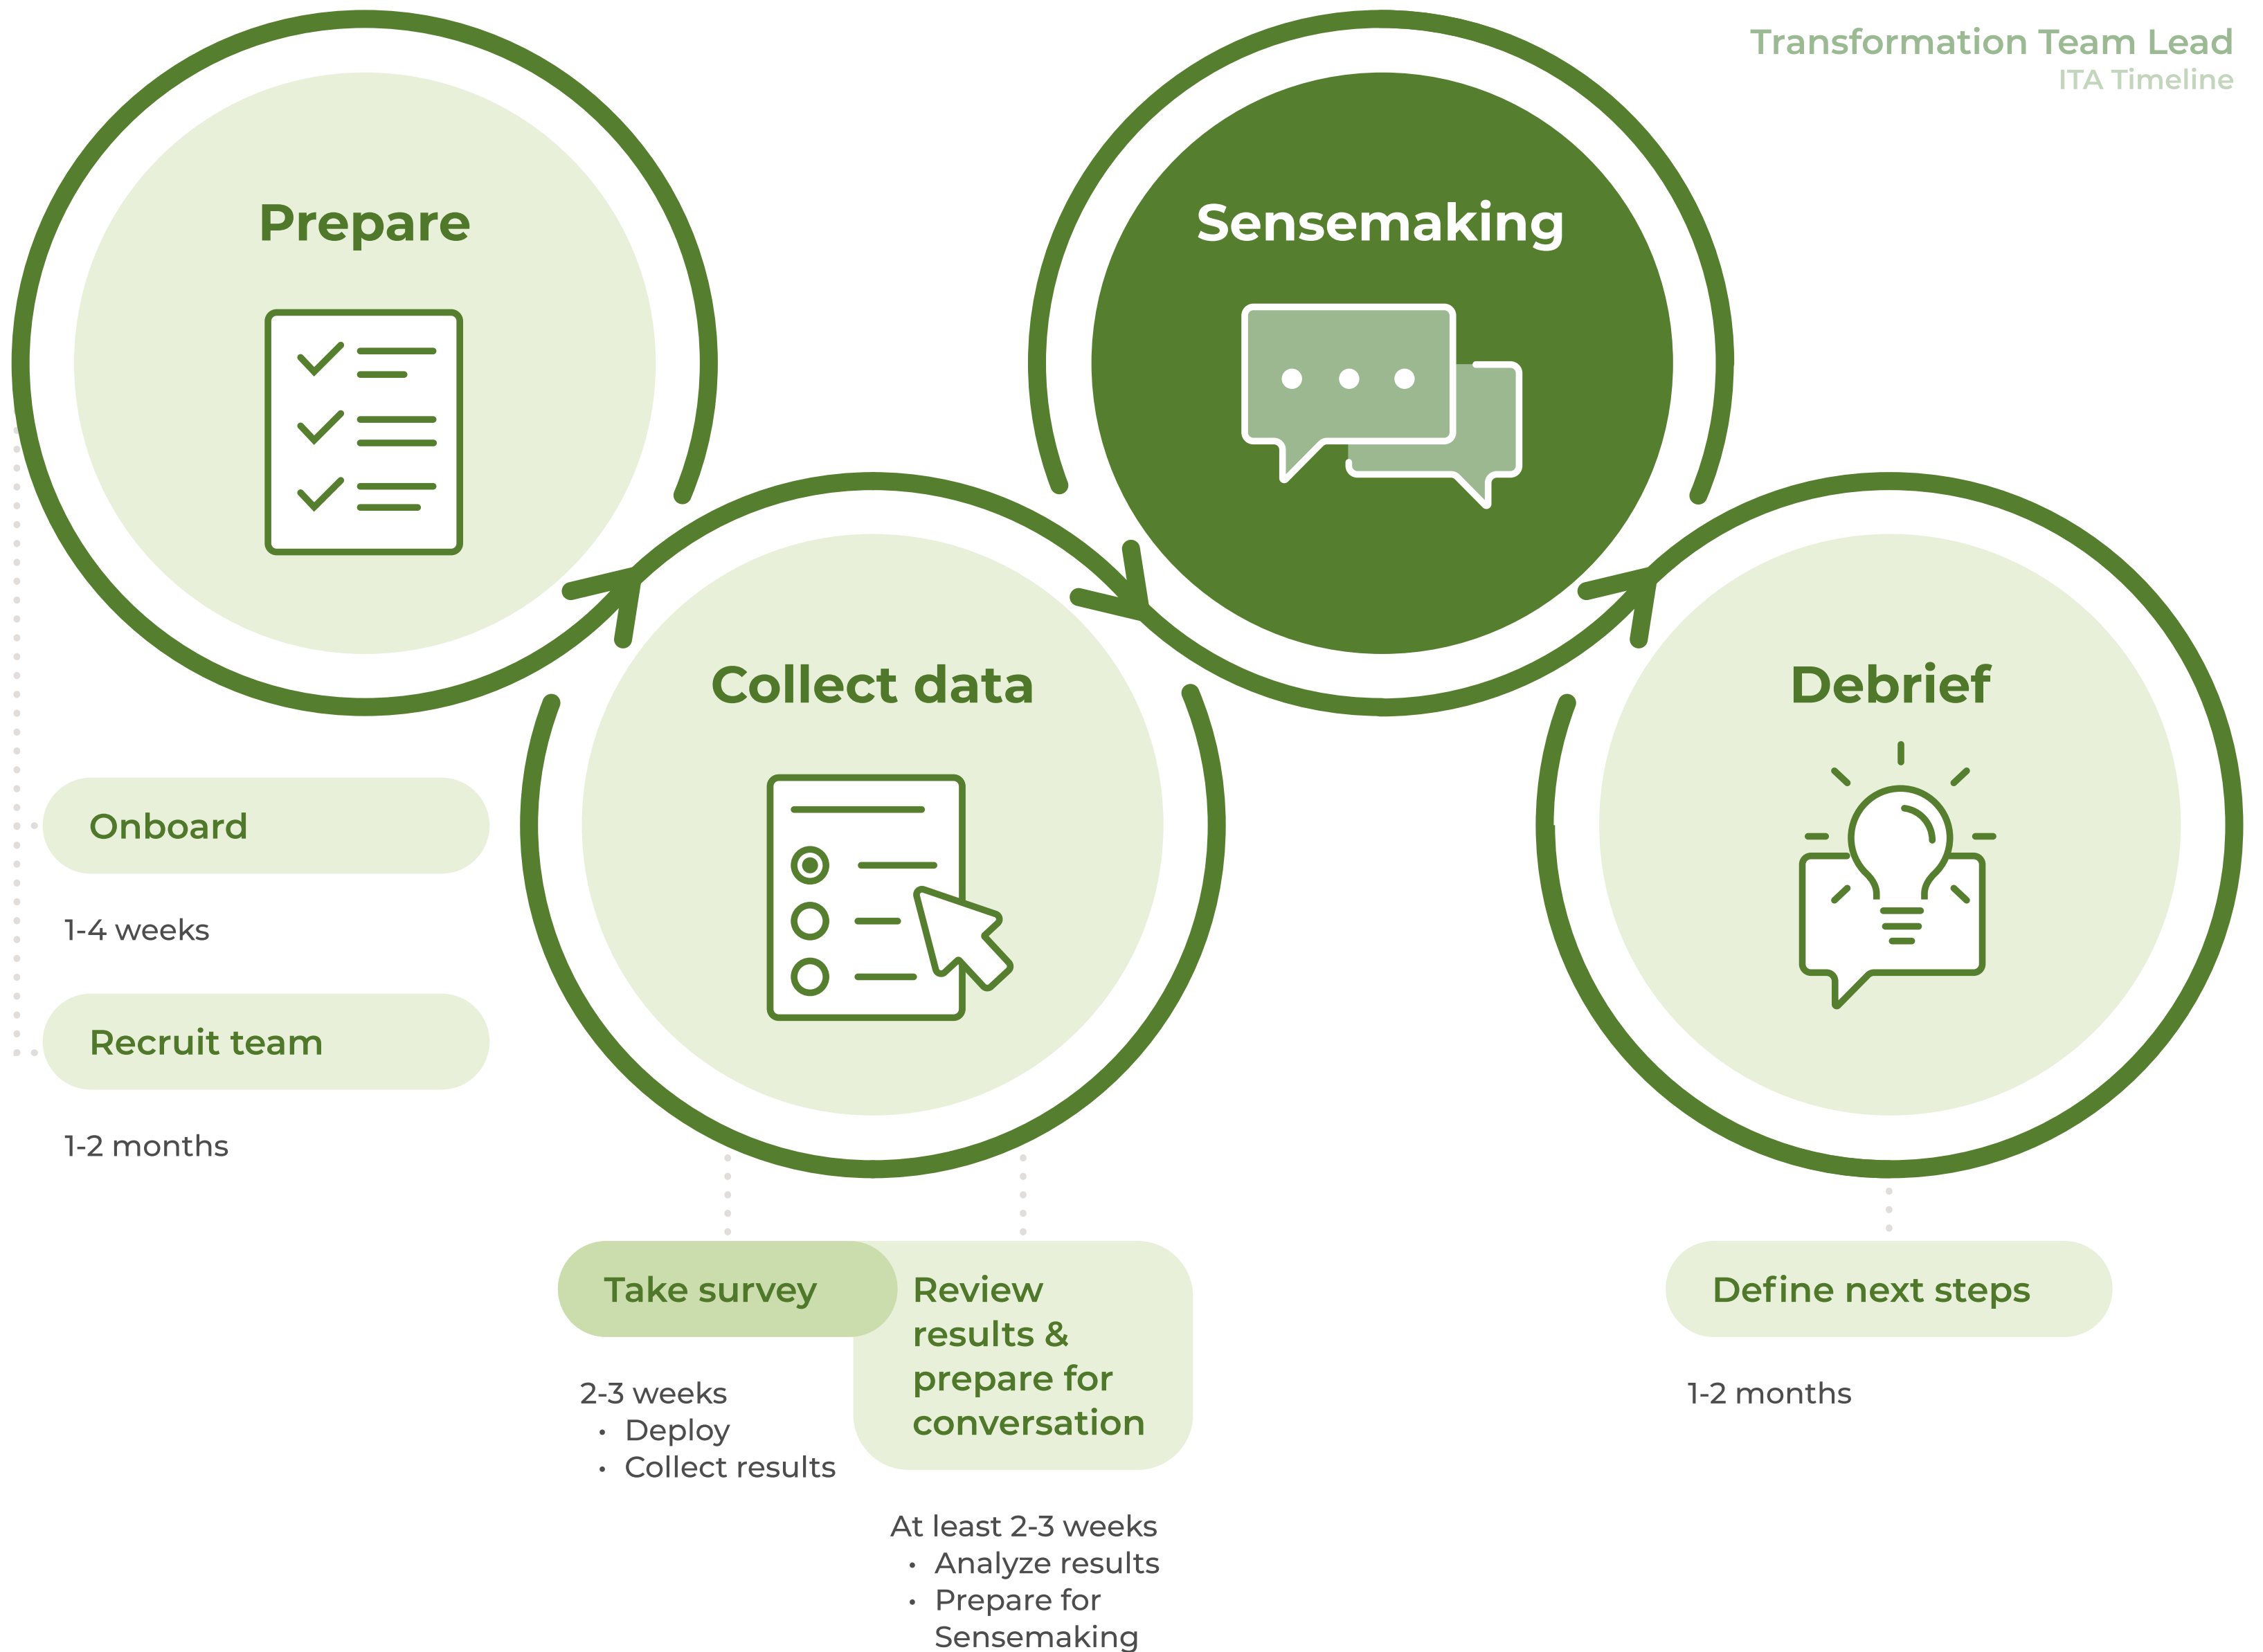 Transformation Team Lead
ITA Timeline
Prepare
Sensemaking
Collect data
Debrief
Onboard
1-4 weeks
Recruit team
1-2 months
Take survey
2-3 weeks
• Deploy
• Collect results
Review
results &
prepare for
conversation
At least 2-3 weeks
• Analyze results
• Prepare for
Sensemaking
Define next steps
1-2 months